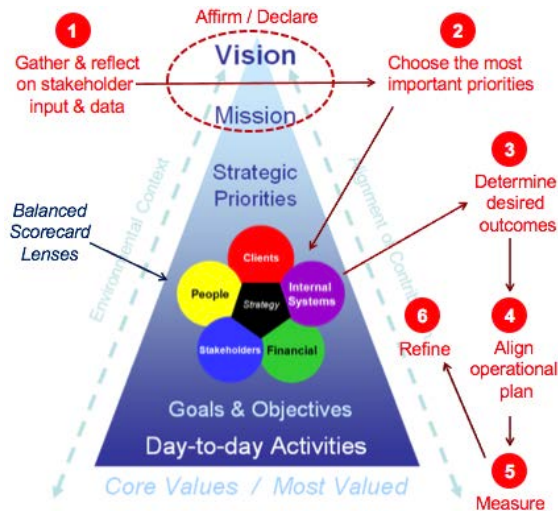 Affirm / Declare
1
Gather & reflect
on stakeholder
input & data
Vision
Mission
2
Choose the most
important priorities
Strategic
Priorities
3
Determine
desired
outcomes
Balanced
Scorecard
Lenses
Environmental Context
Alignment of Contrib
Clients
People
Internal
Systems
Strategy
Stakeholders
Financial
6
Refine
4
Align
operational
plan
Goals & Objectives
Day-to-day Activities
Core Values / Most Valued
5
Measure